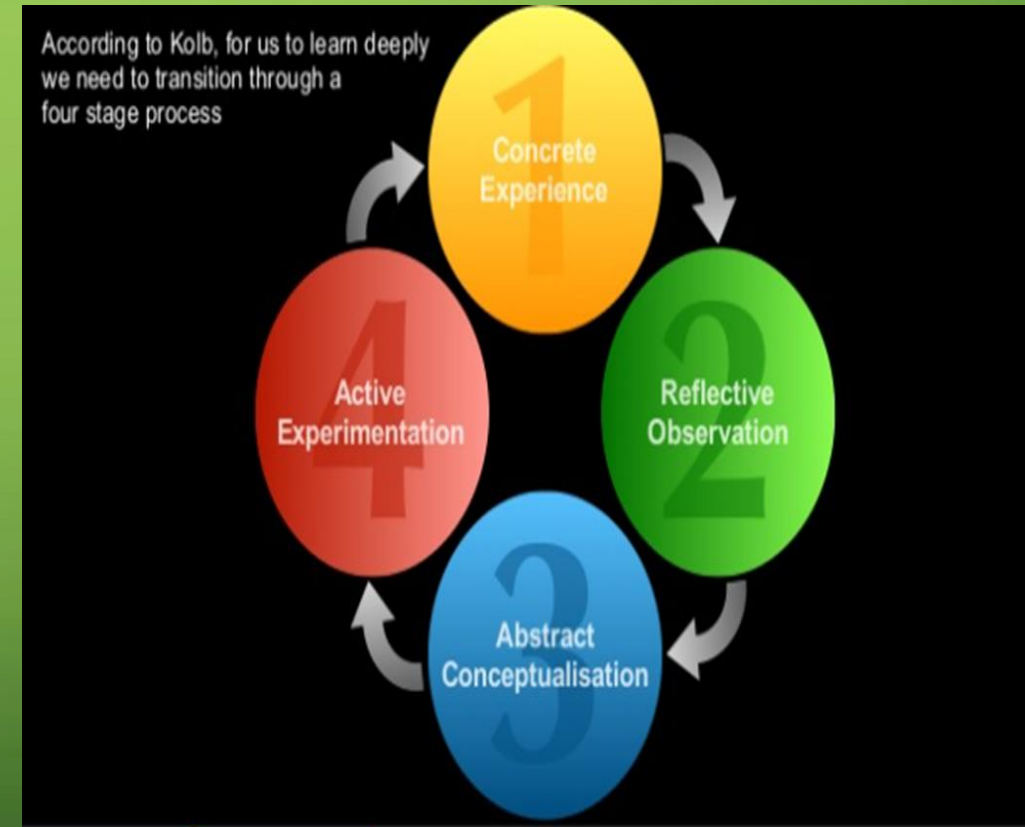 According to Kolb, for us to learn deeply
we need to transition through a
four stage process
1
Concrete
Experience
2
Reflective
Observation
3
Abstract
Conceptualisation
4
Active
Experimentation